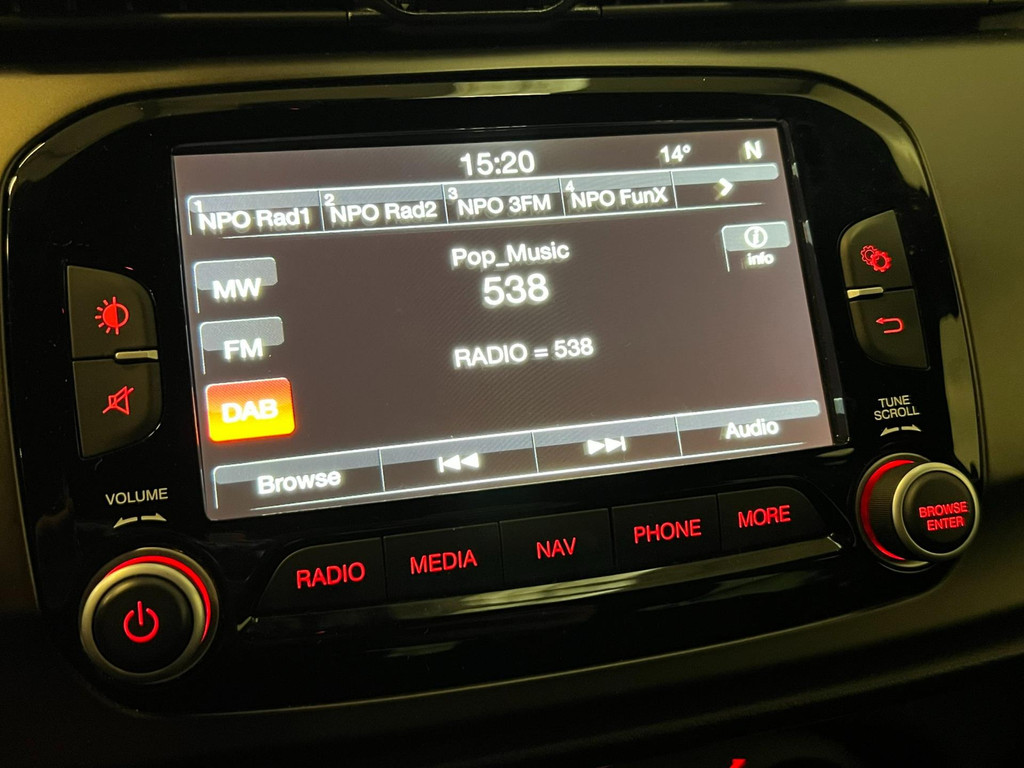 15:20 14° N
1 NPO Rad1 2 NPO Rad2 3 NPO 3FM 4 NPO FunX
Pop_Music
info
MW
538
FM
RADIO = 538
DAB
Browse Audio
TUNE
SCROLL
VOLUME
BROWSE
ENTER
RADIO MEDIA NAV PHONE MORE